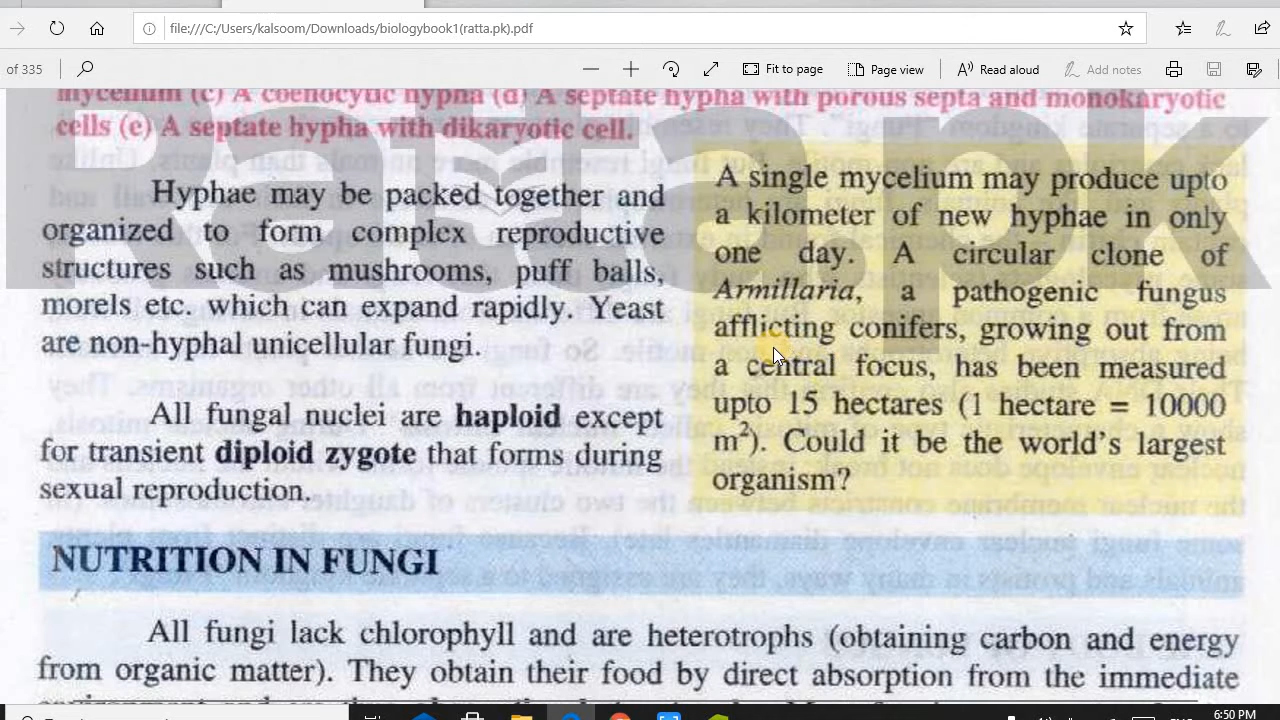 file:///C:/Users/kalsoom/Downloads/biologybook1(ratta.pk).pdf
of 335
Fit to page
Page view
Read aloud
Add notes
mycelium (c) A coenocytic hypha (d) A septate hypha with porous septa and monokaryotic
cells (e) A septate hypha with dikaryotic cell.
Ratta.pk
Hyphae may be packed together and
organized to form complex reproductive
structures such as mushrooms, puff balls,
morels etc. which can expand rapidly. Yeast
are non-hyphal unicellular fungi.
All fungal nuclei are haploid except
for transient diploid zygote that forms during
sexual reproduction.
A single mycelium may produce upto
a kilometer of new hyphae in only
one day. A circular clone of
Armillaria, a pathogenic fungus
afflicting conifers, growing out from
a central focus, has been measured
upto 15 hectares (1 hectare = 10000
m²). Could it be the world's largest
organism?
NUTRITION IN FUNGI
All fungi lack chlorophyll and are heterotrophs (obtaining carbon and energy
from organic matter). They obtain their food by direct absorption from the immediate
6:50 PM